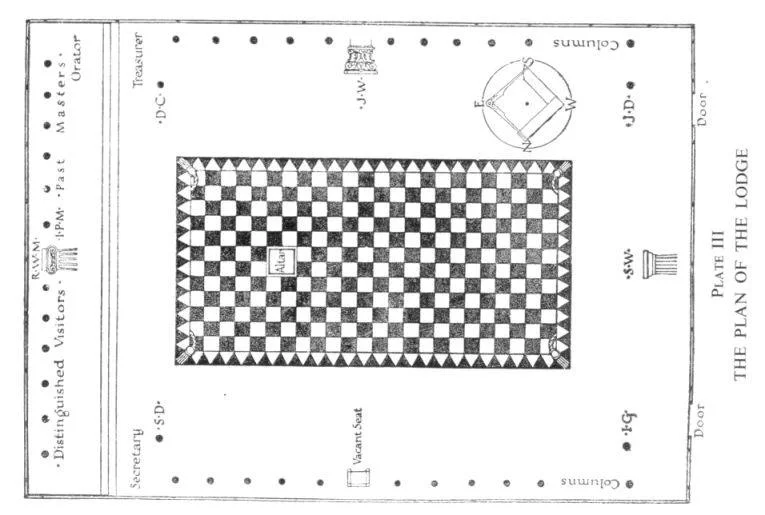 ·R·W·M·
·Distinguished Visitors· ·I·P·M· ·Past Masters·
Orator
Secretary
Treasurer
·S·D·
·D·C·
Altar
Vacant Seat
·J·W·
E
S
N
W
·S·W·
·I·G·
·J·D·
Columns
Columns
Door
Door
PLATE III
THE PLAN OF THE LODGE